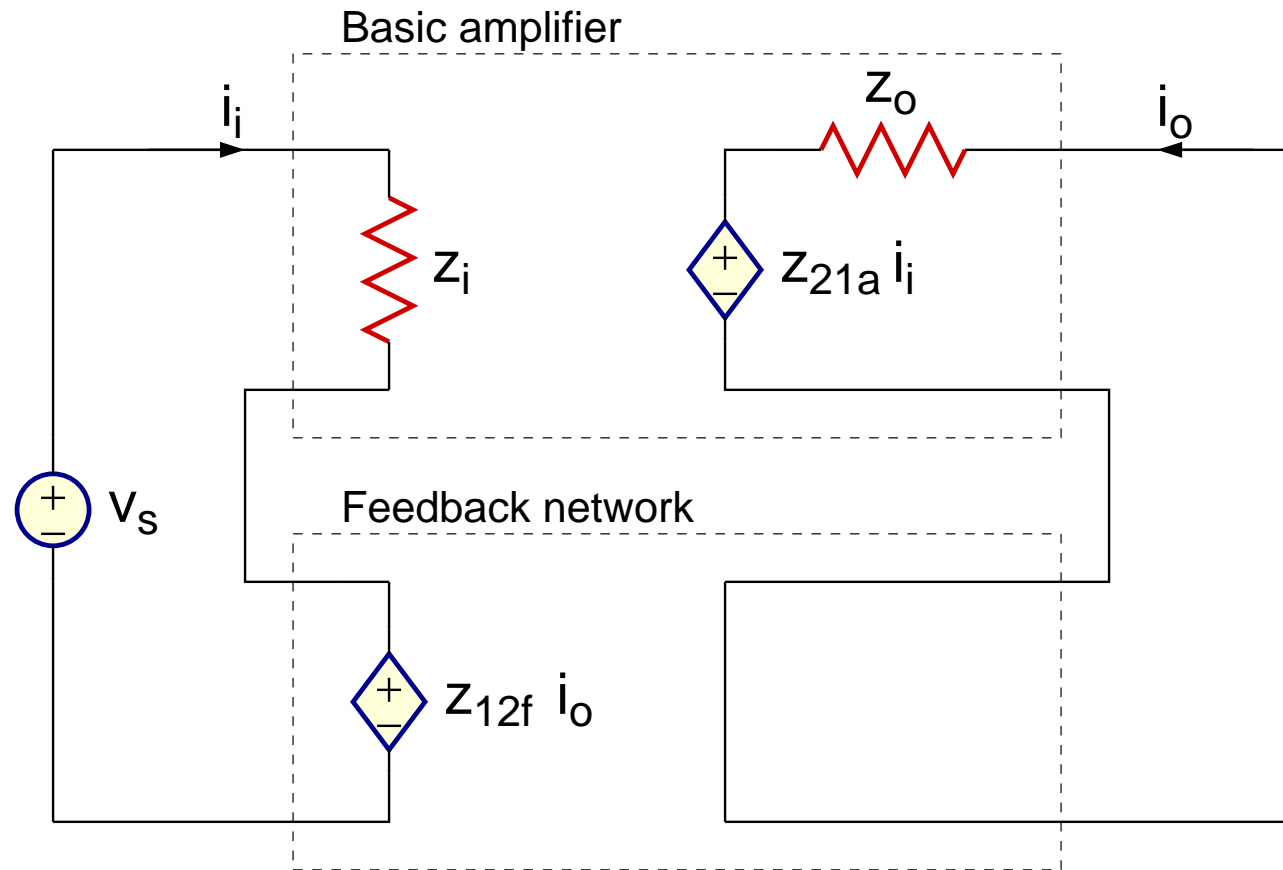 Basic amplifier
z_o
i_i
i_o
z_i
+
−
z_21a i_i
+
−
v_s
Feedback network
+
−
z_12f i_o